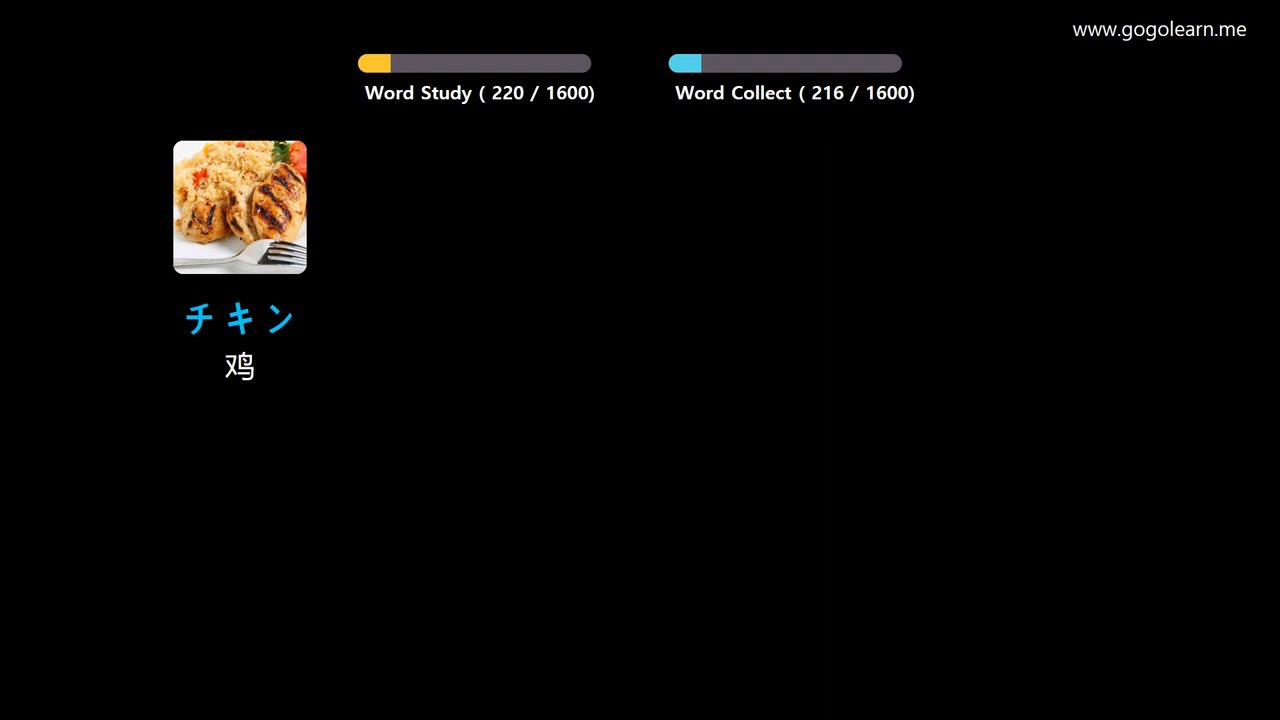 www.gogolearn.me
Word Study ( 220 / 1600)
Word Collect ( 216 / 1600)
チキン
鸡